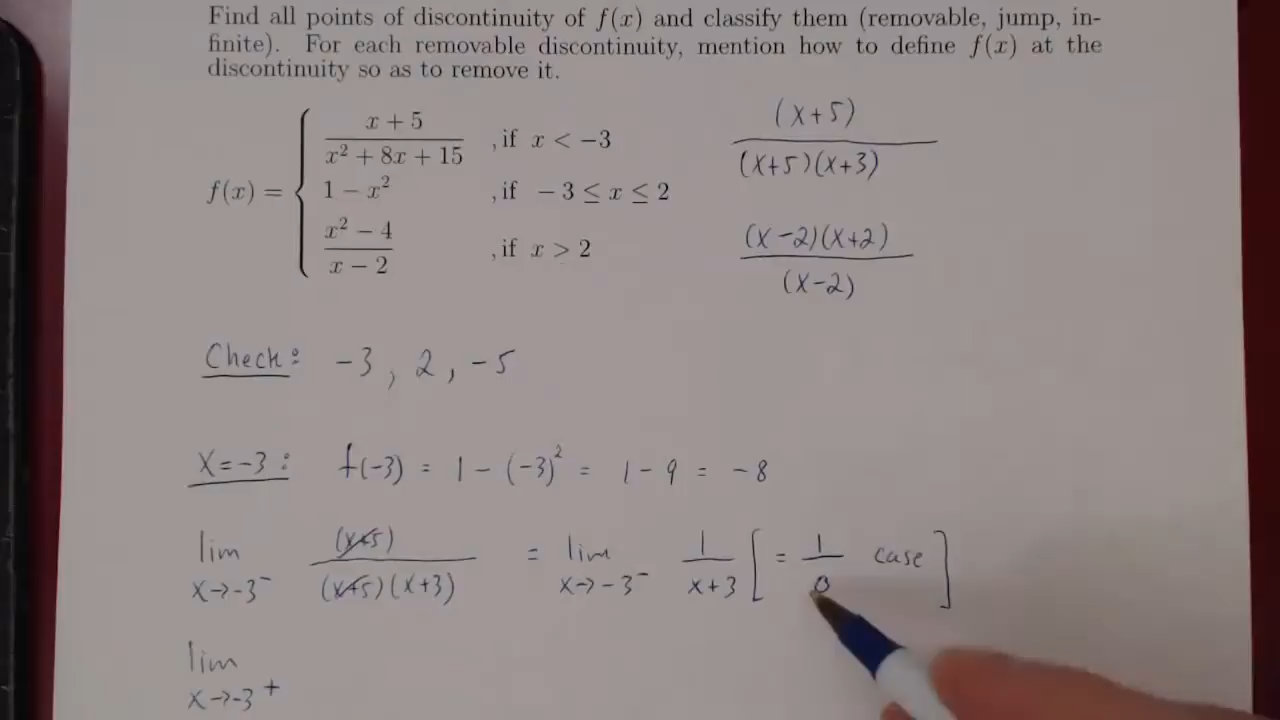 Find all points of discontinuity of f(x) and classify them (removable, jump, in-
finite). For each removable discontinuity, mention how to define f(x) at the
discontinuity so as to remove it.
f(x) = { (x + 5)/(x² + 8x + 15) , if x < −3
1 − x² , if −3 ≤ x ≤ 2
(x² − 4)/(x − 2) , if x > 2
(x+5)
(x+5)(x+3)
(x−2)(x+2)
(x−2)
Check: −3, 2, −5
x=−3: f(−3) = 1 − (−3)² = 1 − 9 = −8
lim x→−3⁻ (x+5)/((x+5)(x+3)) = lim x→−3⁻ 1/(x+3) [= 1/0 case]
lim x→−3⁺